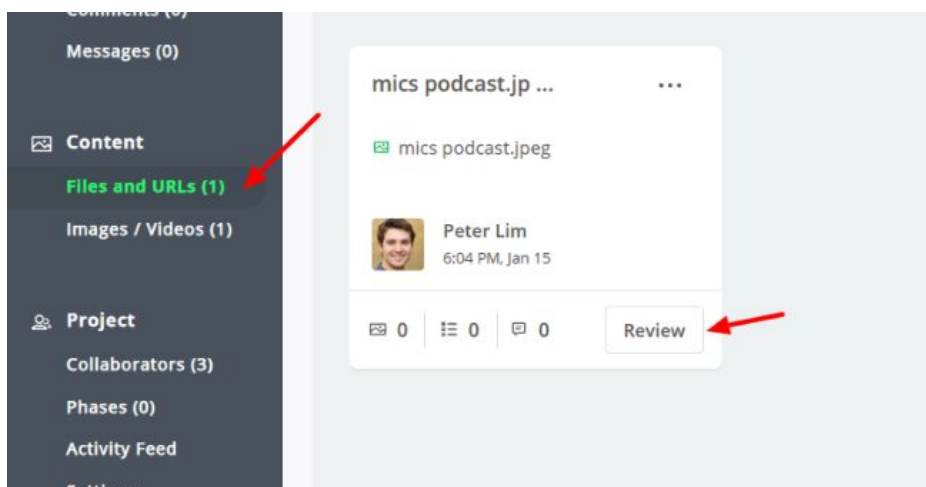 Messages (0)
Content
Files and URLs (1)
Images / Videos (1)
Project
Collaborators (3)
Phases (0)
Activity Feed
mics podcast.jp ...
...
mics podcast.jpeg
Peter Lim
6:04 PM, Jan 15
0
0
0
Review